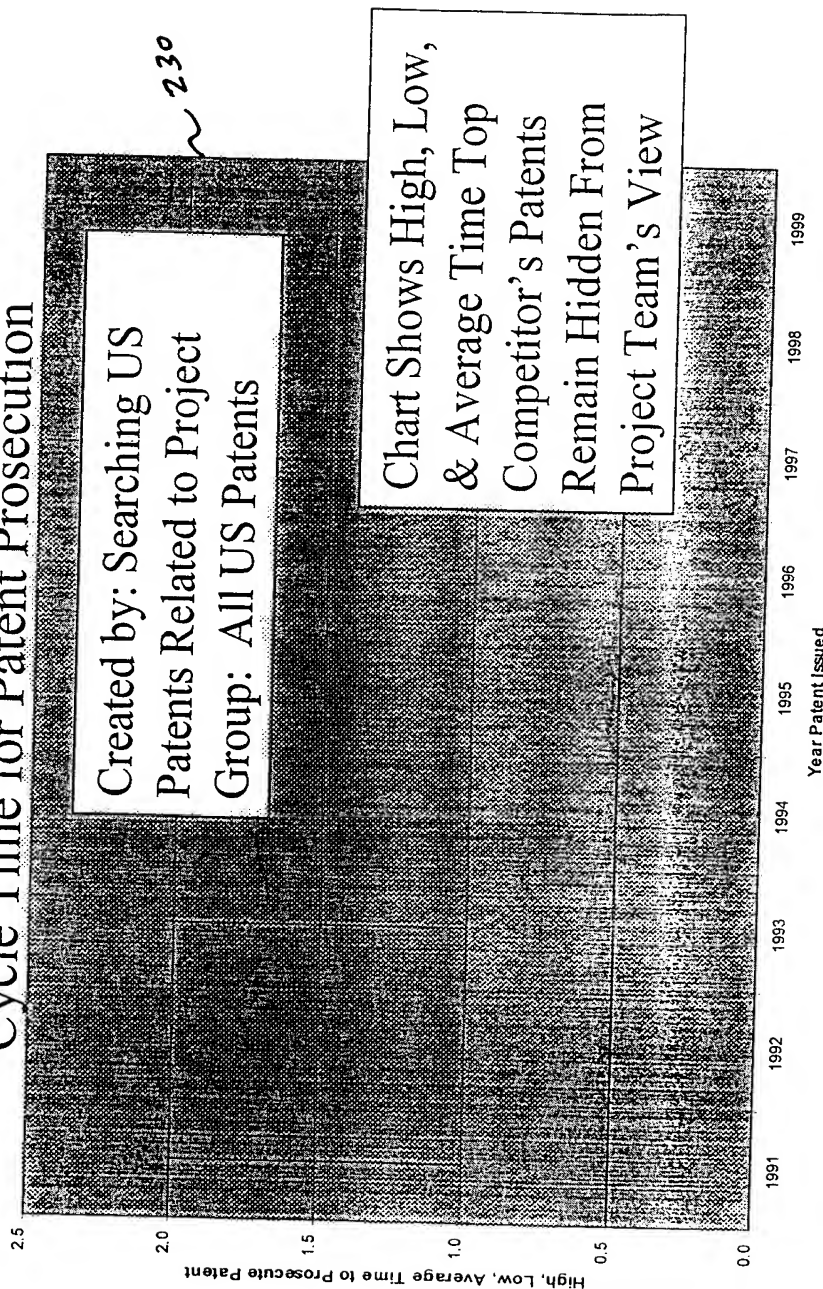 Cycle Time for Patent Prosecution
230
Created by: Searching US
Patents Related to Project
Group: All US Patents
Chart Shows High, Low,
& Average Time Top
Competitor's Patents
Remain Hidden From
Project Team's View
High, Low, Average Time to Prosecute Patent
2.5
2.0
1.5
1.0
0.5
0.0
1991
1992
1993
1994
1995
1996
1997
1998
1999
Year Patent Issued